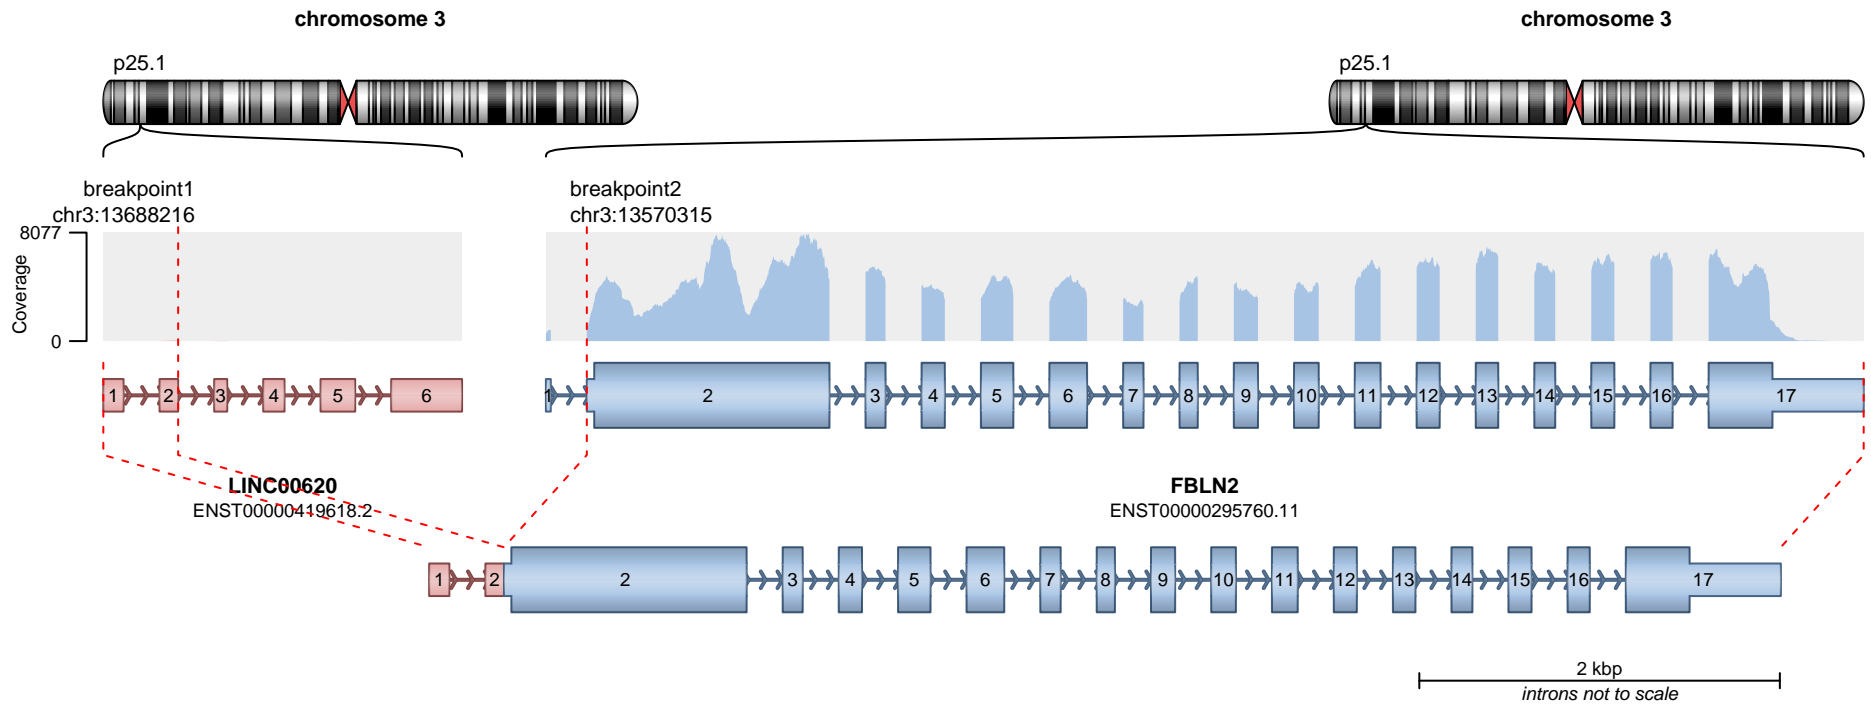 chromosome 3
chromosome 3
p25.1
p25.1
breakpoint1
chr3:13688216
breakpoint2
chr3:13570315
8077
Coverage
0
1 2 3 4 5 6
1 2 3 4 5 6 7 8 9 10 11 12 13 14 15 16 17
LINC00620
ENST00000419618.2
FBLN2
ENST00000295760.11
1 2 2 3 4 5 6 7 8 9 10 11 12 13 14 15 16 17
2 kbp
introns not to scale